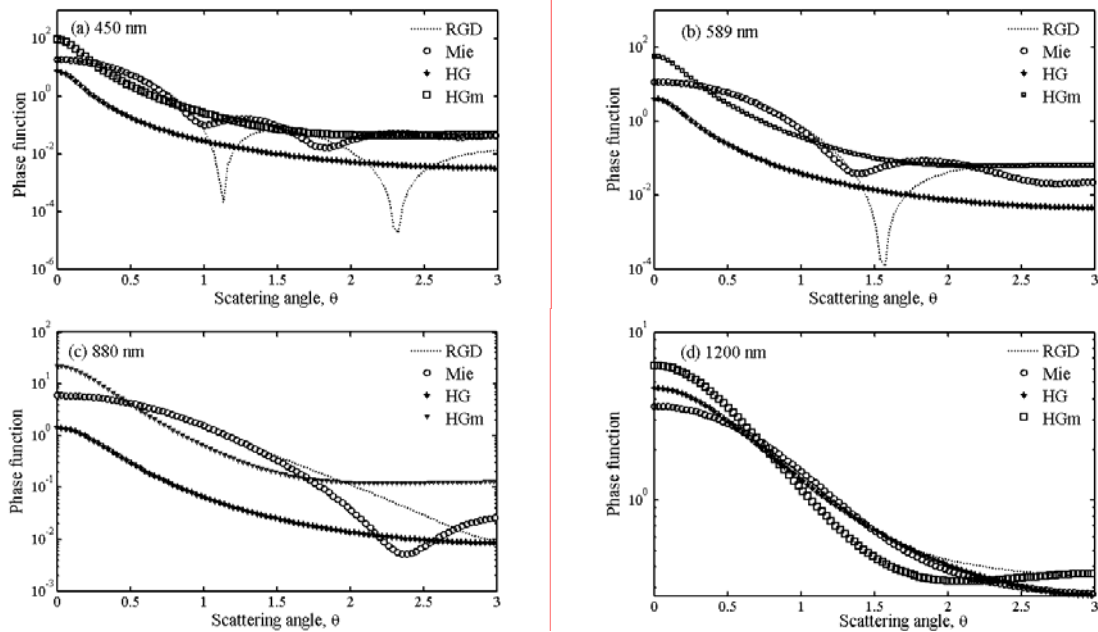 (a) 450 nm
RGD
Mie
HG
HGm
10^2
10^0
10^-2
10^-4
10^-6
Phase function
0 0.5 1 1.5 2 2.5 3
Scattering angle, θ
(b) 589 nm
RGD
Mie
HG
HGm
10^2
10^0
10^-2
10^-4
Phase function
0 0.5 1 1.5 2 2.5 3
Scattering angle, θ
(c) 880 nm
RGD
Mie
HG
HGm
10^2
10^1
10^0
10^-1
10^-2
10^-3
Phase function
0 0.5 1 1.5 2 2.5 3
Scattering angle, θ
(d) 1200 nm
RGD
Mie
HG
HGm
10^1
10^0
Phase function
0 0.5 1 1.5 2 2.5 3
Scattering angle, θ